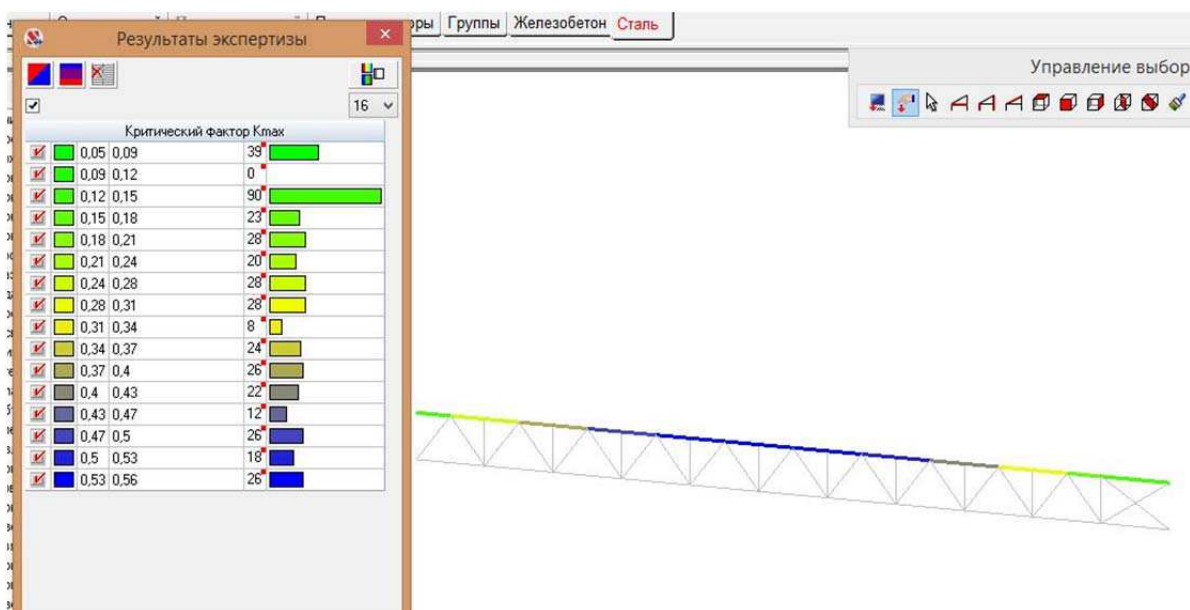 оры Группы Железобетон Сталь
Результаты экспертизы
Управление выбор
16
Критический фактор Kmax
0,05 0,09 39
0,09 0,12 0
0,12 0,15 90
0,15 0,18 23
0,18 0,21 28
0,21 0,24 20
0,24 0,28 28
0,28 0,31 28
0,31 0,34 8
0,34 0,37 24
0,37 0,4 26
0,4 0,43 22
0,43 0,47 12
0,47 0,5 26
0,5 0,53 18
0,53 0,56 26